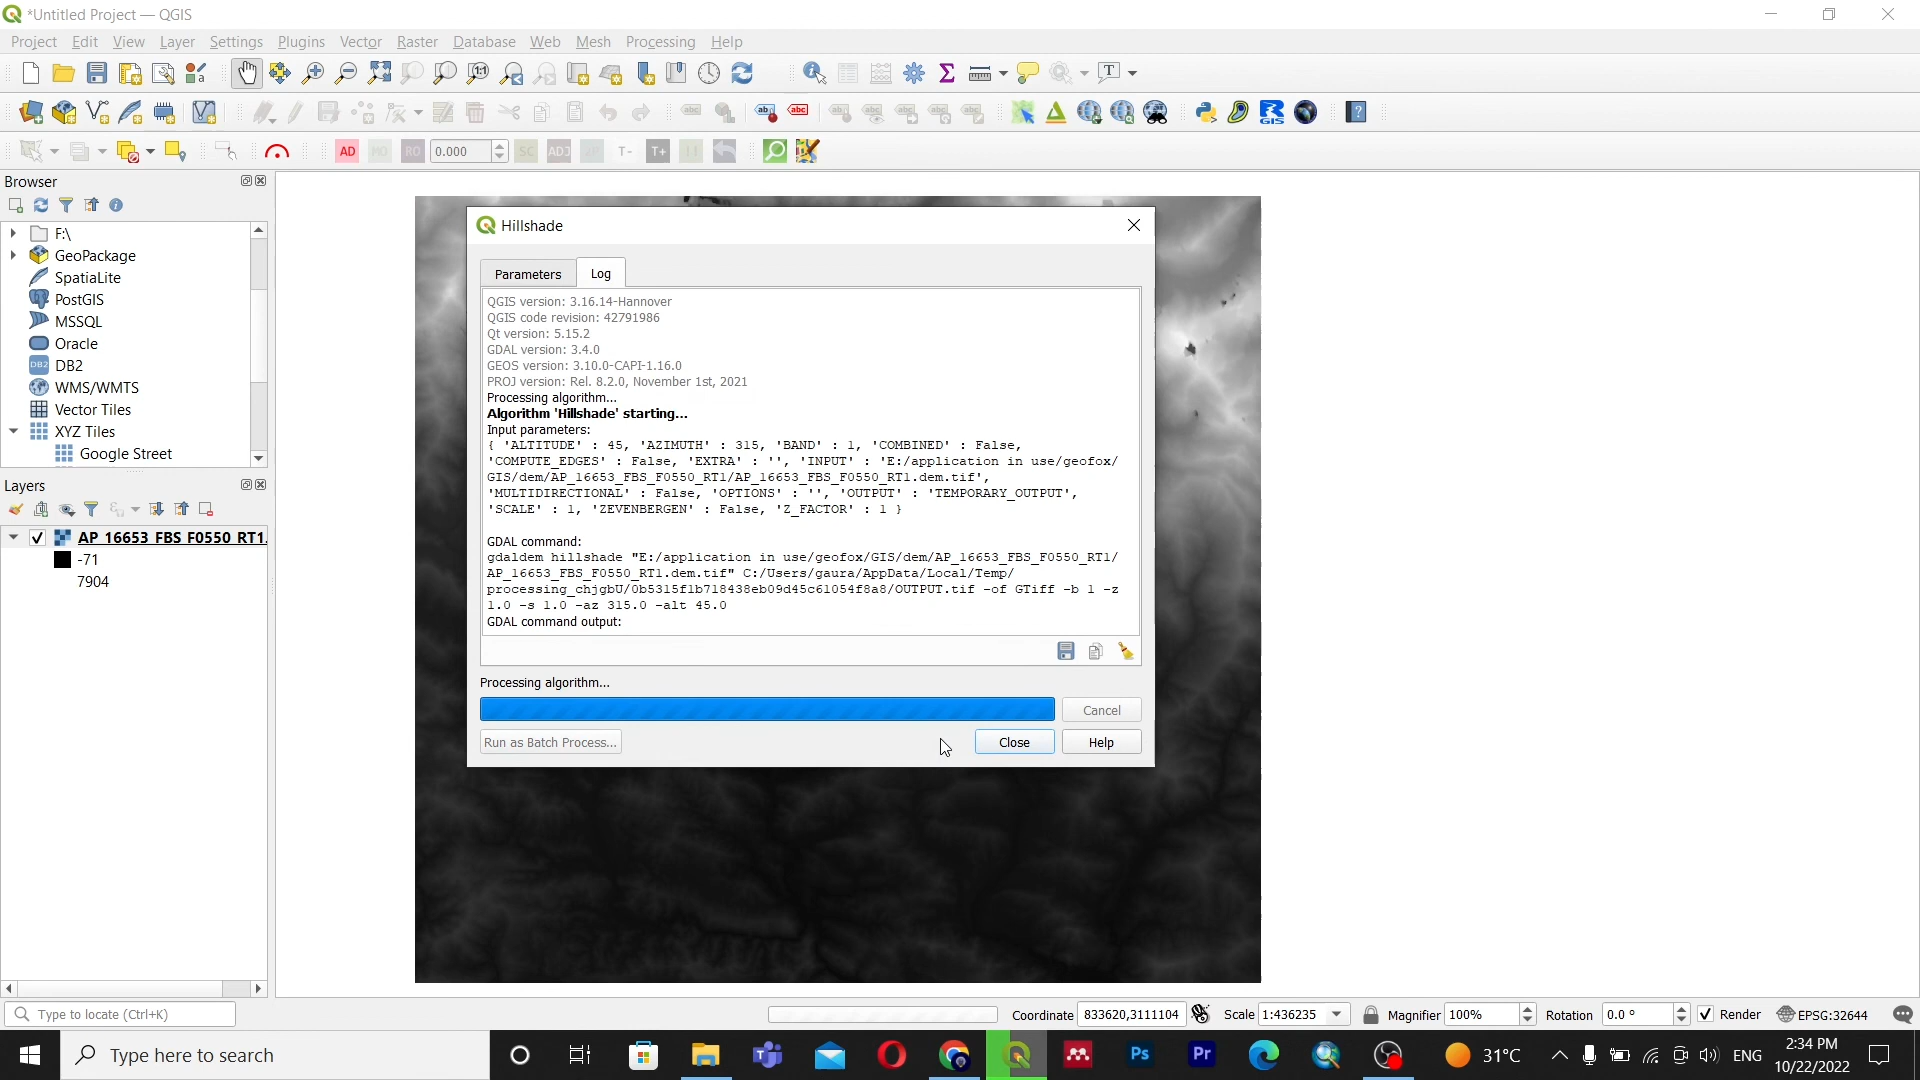 *Untitled Project — QGIS
Project Edit View Layer Settings Plugins Vector Raster Database Web Mesh Processing Help
AD
RO
0.000
SC
ADJ
T-
T+
Browser
F:\
GeoPackage
SpatiaLite
PostGIS
MSSQL
Oracle
DB2
WMS/WMTS
Vector Tiles
XYZ Tiles
Google Street
Layers
AP_16653_FBS_F0550_RT1.
-71
7904
Hillshade
Parameters Log
QGIS version: 3.16.14-Hannover
QGIS code revision: 42791986
Qt version: 5.15.2
GDAL version: 3.4.0
GEOS version: 3.10.0-CAPI-1.16.0
PROJ version: Rel. 8.2.0, November 1st, 2021
Processing algorithm...
Algorithm 'Hillshade' starting...
Input parameters:
{ 'ALTITUDE' : 45, 'AZIMUTH' : 315, 'BAND' : 1, 'COMBINED' : False,
'COMPUTE_EDGES' : False, 'EXTRA' : '', 'INPUT' : 'E:/application in use/geofox/
GIS/dem/AP_16653_FBS_F0550_RT1/AP_16653_FBS_F0550_RT1.dem.tif',
'MULTIDIRECTIONAL' : False, 'OPTIONS' : '', 'OUTPUT' : 'TEMPORARY_OUTPUT',
'SCALE' : 1, 'ZEVENBERGEN' : False, 'Z_FACTOR' : 1 }
GDAL command:
gdaldem hillshade "E:/application in use/geofox/GIS/dem/AP_16653_FBS_F0550_RT1/
AP_16653_FBS_F0550_RT1.dem.tif" C:/Users/gaura/AppData/Local/Temp/
processing_chjgbU/0b5315f1b718438eb09d45c61054f8a8/OUTPUT.tif -of GTiff -b 1 -z
1.0 -s 1.0 -az 315.0 -alt 45.0
GDAL command output:
Processing algorithm...
Cancel
Run as Batch Process...
Close
Help
Type to locate (Ctrl+K)
Coordinate 833620,3111104 Scale 1:436235 Magnifier 100% Rotation 0.0 ° Render EPSG:32644
Type here to search
31°C
ENG
2:34 PM
10/22/2022